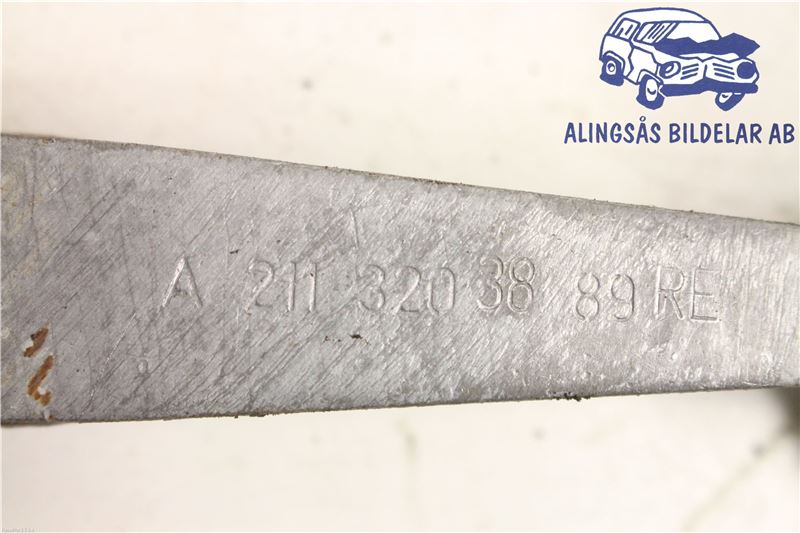 ALINGSÅS BILDELAR AB
A 211 320 38 89 RE